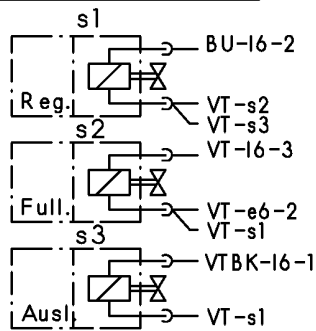 s1
BU-16-2
Reg.
VT-s2
VT-s3
s2
VT-16-3
Full.
VT-e6-2
VT-s1
s3
VTBK-16-1
Ausl.
VT-s1